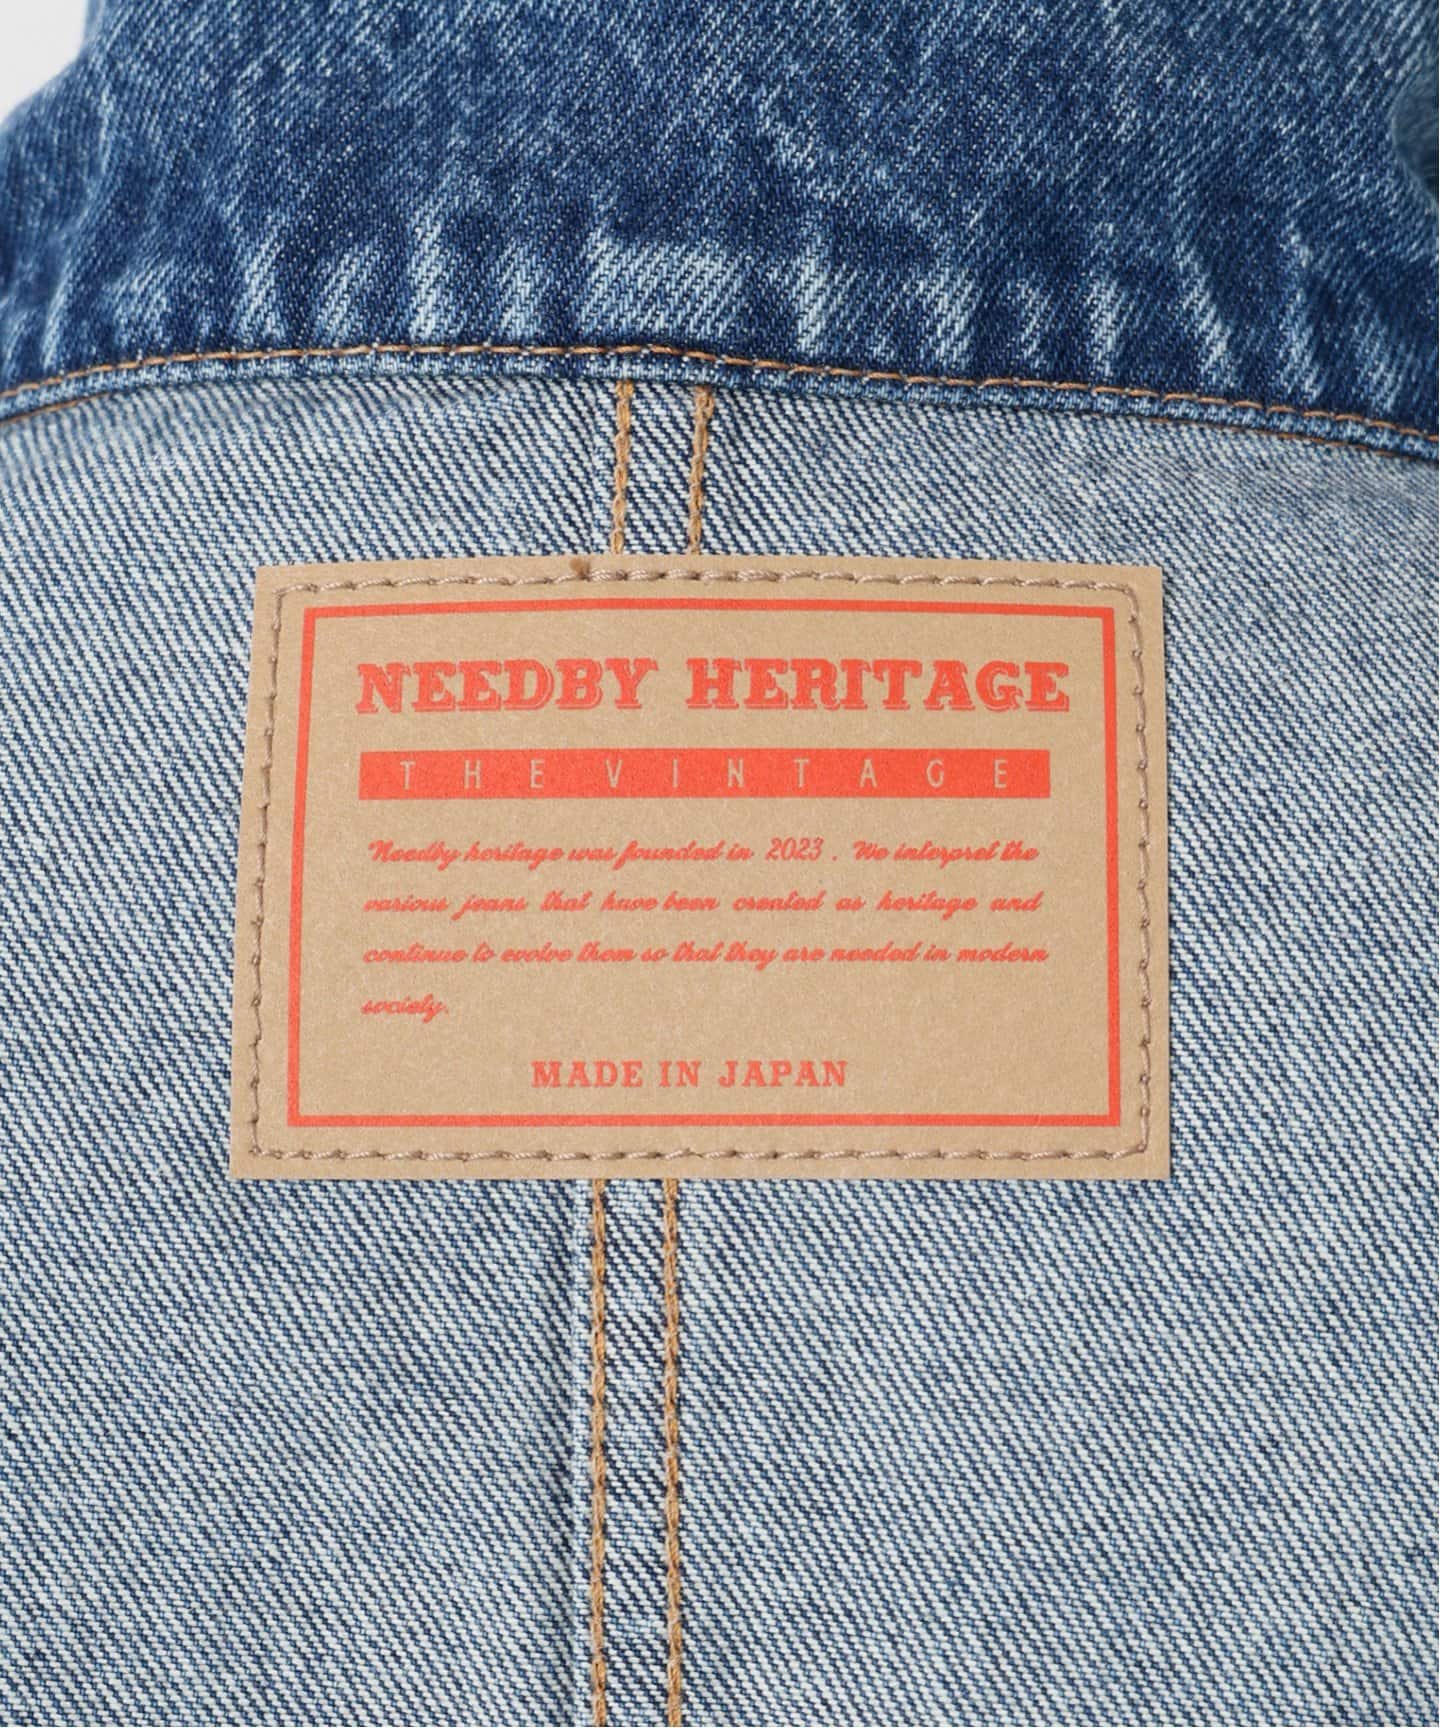 NEEDBY HERITAGE
THE VINTAGE
Needby heritage was founded in 2023. We interpret the
various jeans that have been created as heritage and
continue to evolve them so that they are needed in modern
society.
MADE IN JAPAN